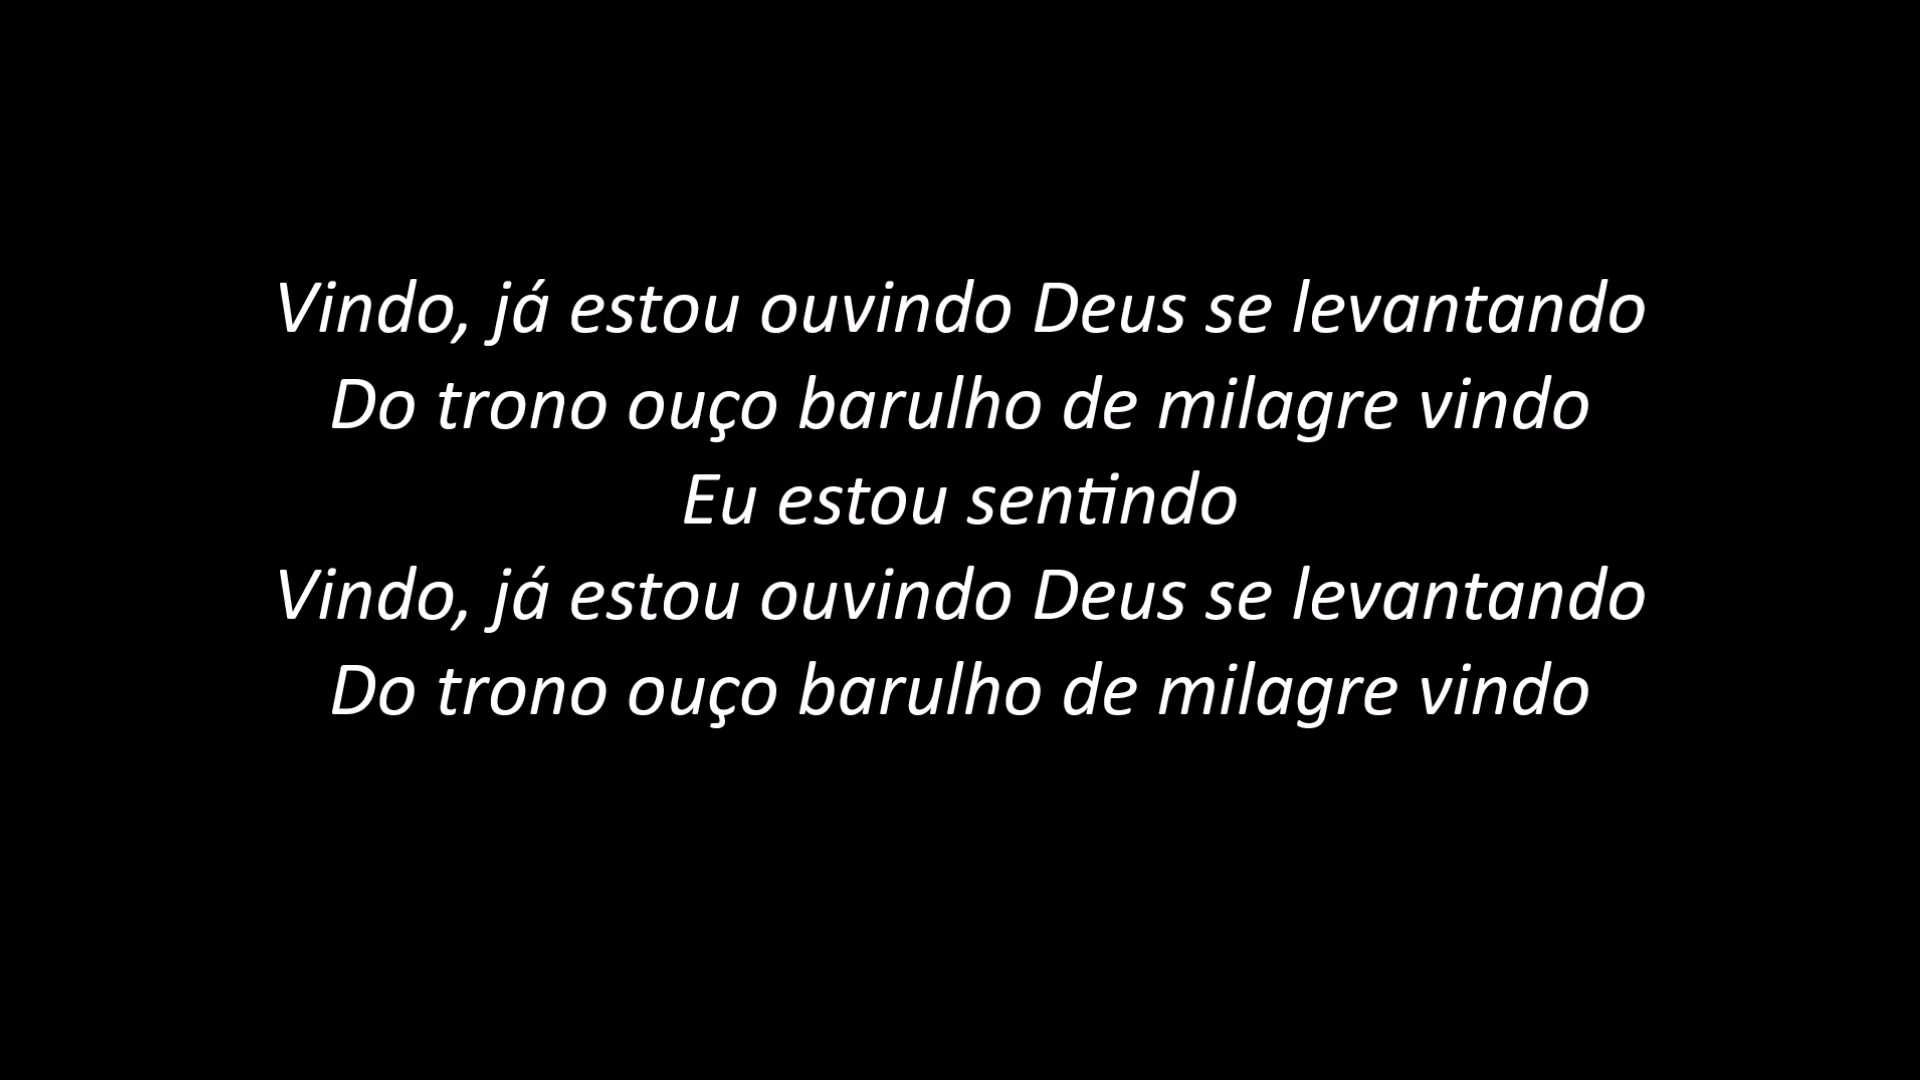 Vindo, já estou ouvindo Deus se levantando
Do trono ouço barulho de milagre vindo
Eu estou sentindo
Vindo, já estou ouvindo Deus se levantando
Do trono ouço barulho de milagre vindo